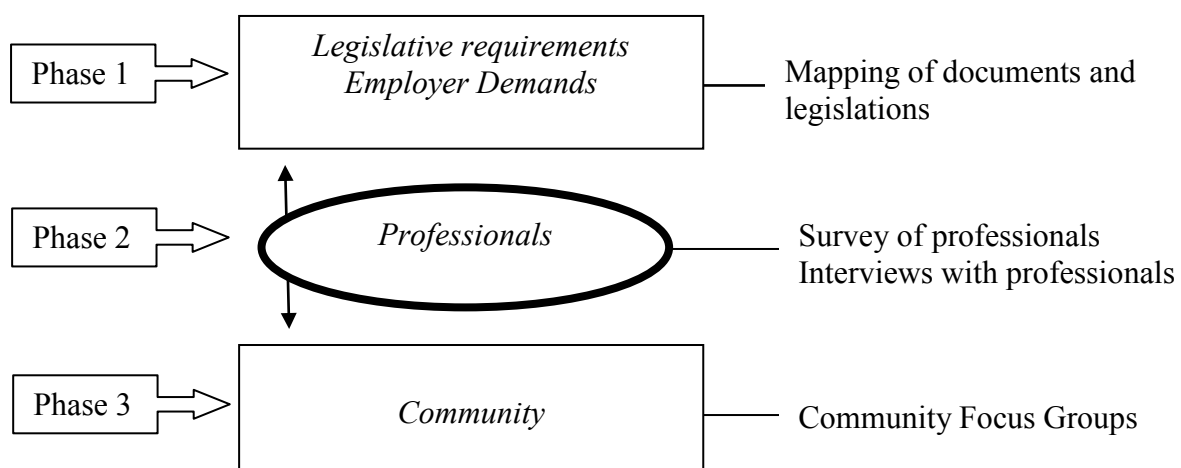 Phase 1
Legislative requirements
Employer Demands
Mapping of documents and
legislations
Phase 2
Professionals
Survey of professionals
Interviews with professionals
Phase 3
Community
Community Focus Groups